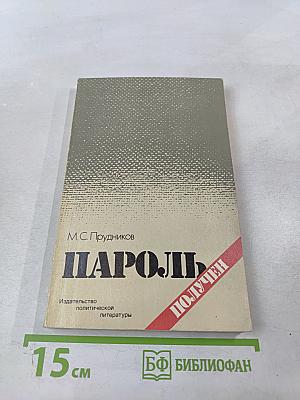 М.С.Прудников
ПАРОЛЬ
ПОЛУЧЕН
Издательство
политической
литературы
15 см
БФ БИБЛИОФАН